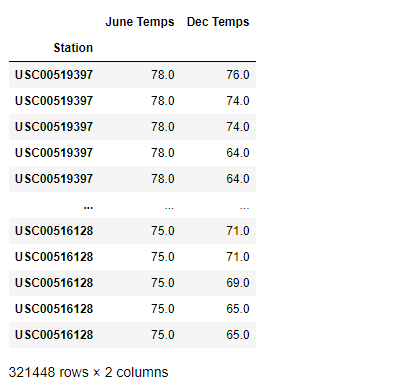 June Temps Dec Temps
Station
USC00519397 78.0 76.0
USC00519397 78.0 74.0
USC00519397 78.0 74.0
USC00519397 78.0 64.0
USC00519397 78.0 64.0
... ... ...
USC00516128 75.0 71.0
USC00516128 75.0 71.0
USC00516128 75.0 69.0
USC00516128 75.0 65.0
USC00516128 75.0 65.0
321448 rows × 2 columns